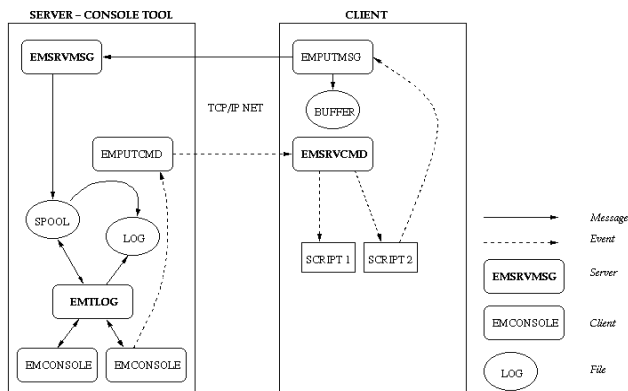 SERVER – CONSOLE TOOL
CLIENT
EMSRVMSG
EMPUTMSG
TCP/IP NET
BUFFER
EMPUTCMD
EMSRVCMD
SPOOL
LOG
SCRIPT 1
SCRIPT 2
EMTLOG
EMCONSOLE
EMCONSOLE
Message
Event
EMSRVMSG
Server
EMCONSOLE
Client
LOG
File